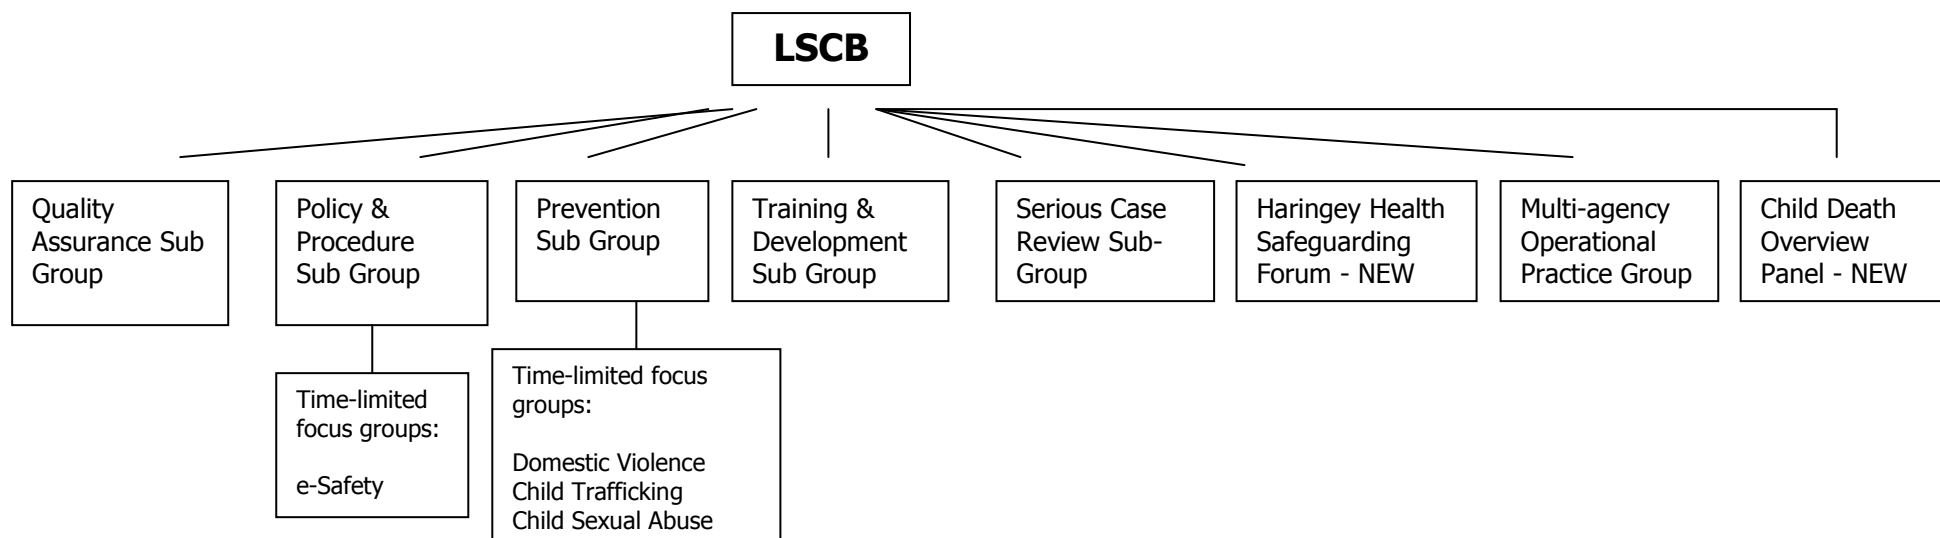 LSCB
Quality
Assurance Sub
Group
Policy &
Procedure
Sub Group
Prevention
Sub Group
Training &
Development
Sub Group
Serious Case
Review Sub-
Group
Haringey Health
Safeguarding
Forum - NEW
Multi-agency
Operational
Practice Group
Child Death
Overview
Panel - NEW
Time-limited
focus groups:
e-Safety
Time-limited focus
groups:
Domestic Violence
Child Trafficking
Child Sexual Abuse